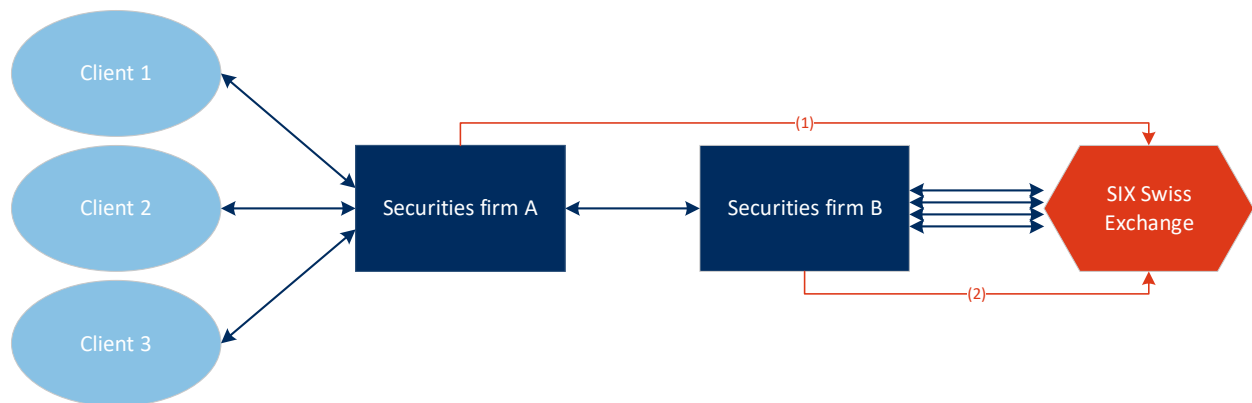 Client 1
(1)
Client 2
Securities firm A
Securities firm B
SIX Swiss
Exchange
(2)
Client 3